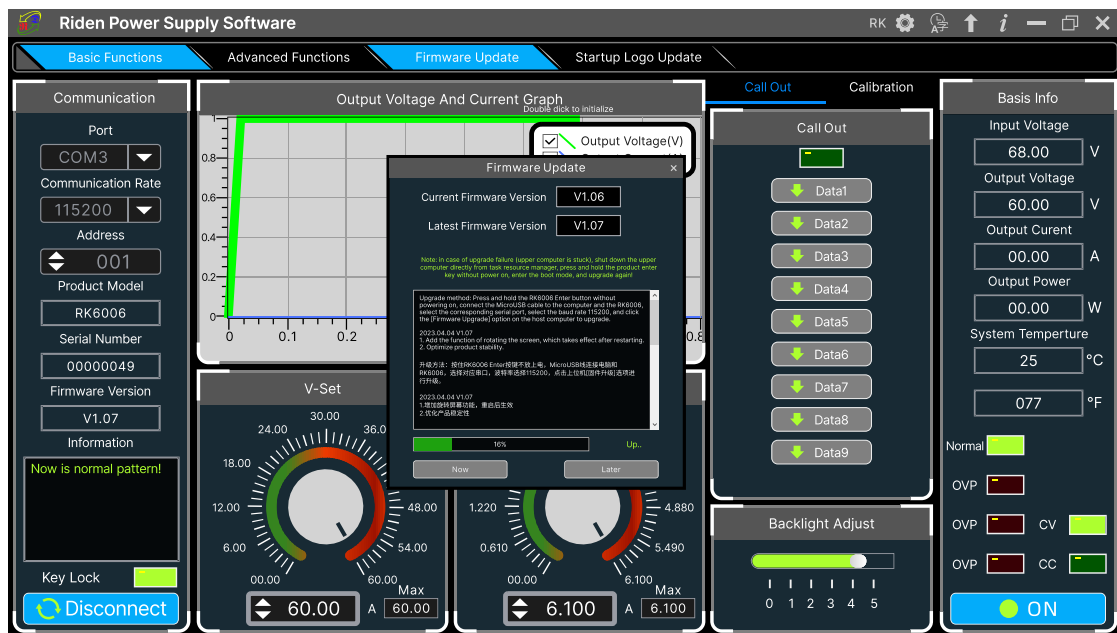 Riden Power Supply Software
RK
Basic Functions
Advanced Functions
Firmware Update
Startup Logo Update
Communication
Port
COM3
Communication Rate
115200
Address
001
Product Model
RK6006
Serial Number
00000049
Firmware Version
V1.07
Information
Now is normal pattern!
Key Lock
Disconnect
Output Voltage And Current Graph
Double click to initialize
1
0.8
0.6
0.4
0.2
0
0 0.1 0.2 0.8
Output Voltage(V)
Firmware Update
Current Firmware Version V1.06
Latest Firmware Version V1.07
Note: In case of upgrade failure (upper computer is stuck), shut down the upper
computer directly from task resource manager, press and hold the product enter
key without power on, enter the boot mode, and upgrade again!
Upgrade method: Press and hold the RK6006 Enter button without
powering on, connect the MicroUSB cable to the computer and the RK6006,
select the corresponding serial port, select the baud rate 115200, and click
the [Firmware Upgrade] option on the host computer to upgrade.
2023.04.04 V1.07
1. Add the function of rotating the screen, which takes effect after restarting.
2. Optimize product stability.
升级方法：按住RK6006 Enter按键不放上电，MicroUSB线连接电脑和
RK6006，选择对应串口，波特率选择115200，点击上位机[固件升级]选项进
行升级。
2023.04.04 V1.07
1.增加旋转屏幕功能，重启后生效
2.优化产品稳定性
16%
Up..
Now
Later
V-Set
00.00
6.00
12.00
18.00
24.00
30.00
36.0
48.00
54.00
60.00
60.00
A
Max
60.00
00.00
0.610
1.220
4.880
5.490
6.100
6.100
A
Max
6.100
Call Out
Calibration
Call Out
Data1
Data2
Data3
Data4
Data5
Data6
Data7
Data8
Data9
Backlight Adjust
0 1 2 3 4 5
Basis Info
Input Voltage
68.00 V
Output Voltage
60.00 V
Output Curent
00.00 A
Output Power
00.00 W
System Temperture
25 °C
077 °F
Normal
OVP
OVP CV
OVP CC
ON